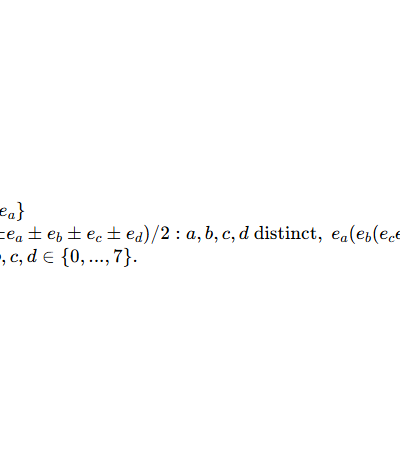 e_a}
±e_a ± e_b ± e_c ± e_d)/2 : a, b, c, d distinct, e_a(e_b(e_c
, c, d ∈ {0, ..., 7}.